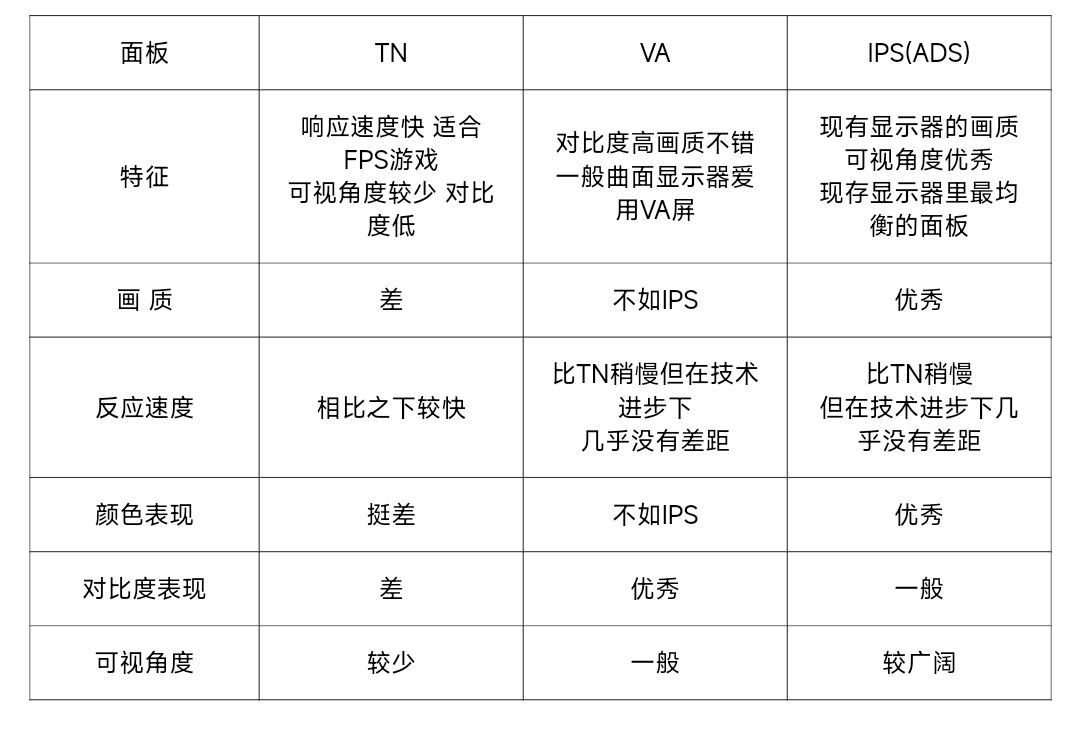 面板
TN
VA
IPS(ADS)
特征
响应速度快 适合
FPS游戏
可视角度较少 对比
度低
对比度高画质不错
一般曲面显示器爱
用VA屏
现有显示器的画质
可视角度优秀
现存显示器里最均
衡的面板
画 质
差
不如IPS
优秀
反应速度
相比之下较快
比TN稍慢但在技术
进步下
几乎没有差距
比TN稍慢
但在技术进步下几
乎没有差距
颜色表现
挺差
不如IPS
优秀
对比度表现
差
优秀
一般
可视角度
较少
一般
较广阔